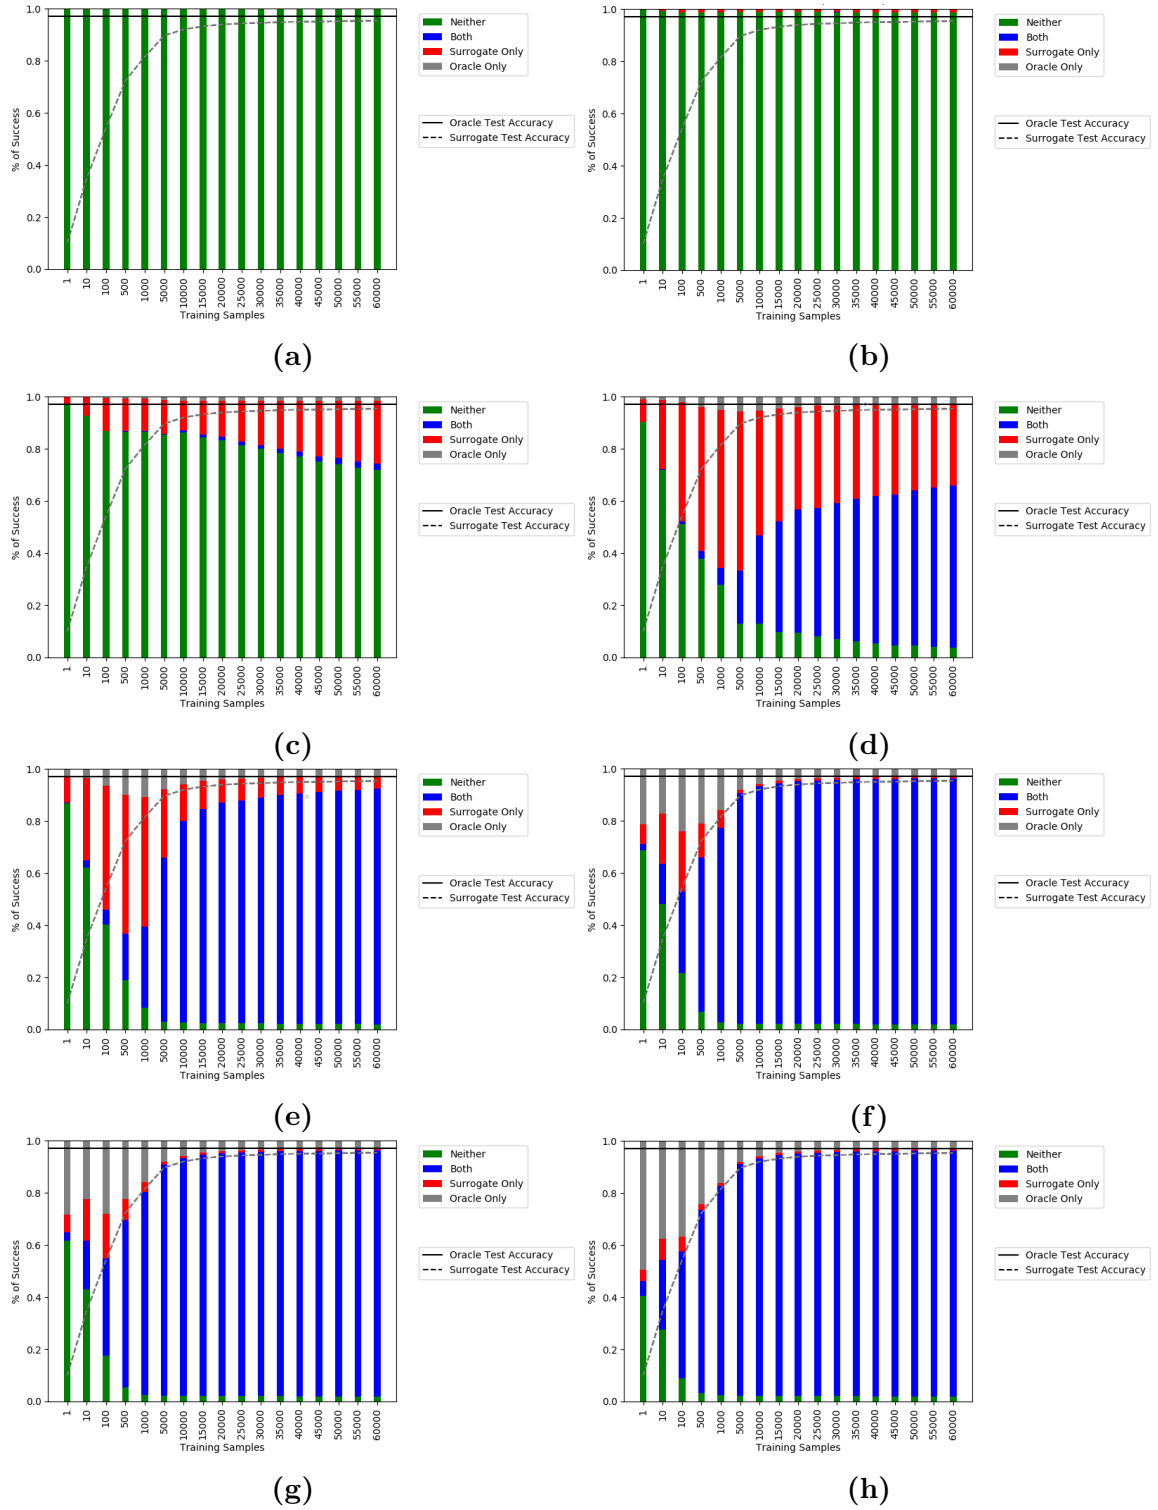 1.0
0.8
0.6
0.4
0.2
0.0
% of Success
1
10
100
500
1000
5000
10000
15000
20000
25000
30000
35000
40000
45000
50000
55000
60000
Training Samples
Neither
Both
Surrogate Only
Oracle Only
Oracle Test Accuracy
Surrogate Test Accuracy
(a)
1.0
0.8
0.6
0.4
0.2
0.0
% of Success
1
10
100
500
1000
5000
10000
15000
20000
25000
30000
35000
40000
45000
50000
55000
60000
Training Samples
Neither
Both
Surrogate Only
Oracle Only
Oracle Test Accuracy
Surrogate Test Accuracy
(b)
1.0
0.8
0.6
0.4
0.2
0.0
% of Success
1
10
100
500
1000
5000
10000
15000
20000
25000
30000
35000
40000
45000
50000
55000
60000
Training Samples
Neither
Both
Surrogate Only
Oracle Only
Oracle Test Accuracy
Surrogate Test Accuracy
(c)
1.0
0.8
0.6
0.4
0.2
0.0
% of Success
1
10
100
500
1000
5000
10000
15000
20000
25000
30000
35000
40000
45000
50000
55000
60000
Training Samples
Neither
Both
Surrogate Only
Oracle Only
Oracle Test Accuracy
Surrogate Test Accuracy
(d)
1.0
0.8
0.6
0.4
0.2
0.0
% of Success
1
10
100
500
1000
5000
10000
15000
20000
25000
30000
35000
40000
45000
50000
55000
60000
Training Samples
Neither
Both
Surrogate Only
Oracle Only
Oracle Test Accuracy
Surrogate Test Accuracy
(e)
1.0
0.8
0.6
0.4
0.2
0.0
% of Success
1
10
100
500
1000
5000
10000
15000
20000
25000
30000
35000
40000
45000
50000
55000
60000
Training Samples
Neither
Both
Surrogate Only
Oracle Only
Oracle Test Accuracy
Surrogate Test Accuracy
(f)
1.0
0.8
0.6
0.4
0.2
0.0
% of Success
1
10
100
500
1000
5000
10000
15000
20000
25000
30000
35000
40000
45000
50000
55000
60000
Training Samples
Neither
Both
Surrogate Only
Oracle Only
Oracle Test Accuracy
Surrogate Test Accuracy
(g)
1.0
0.8
0.6
0.4
0.2
0.0
% of Success
1
10
100
500
1000
5000
10000
15000
20000
25000
30000
35000
40000
45000
50000
55000
60000
Training Samples
Neither
Both
Surrogate Only
Oracle Only
Oracle Test Accuracy
Surrogate Test Accuracy
(h)